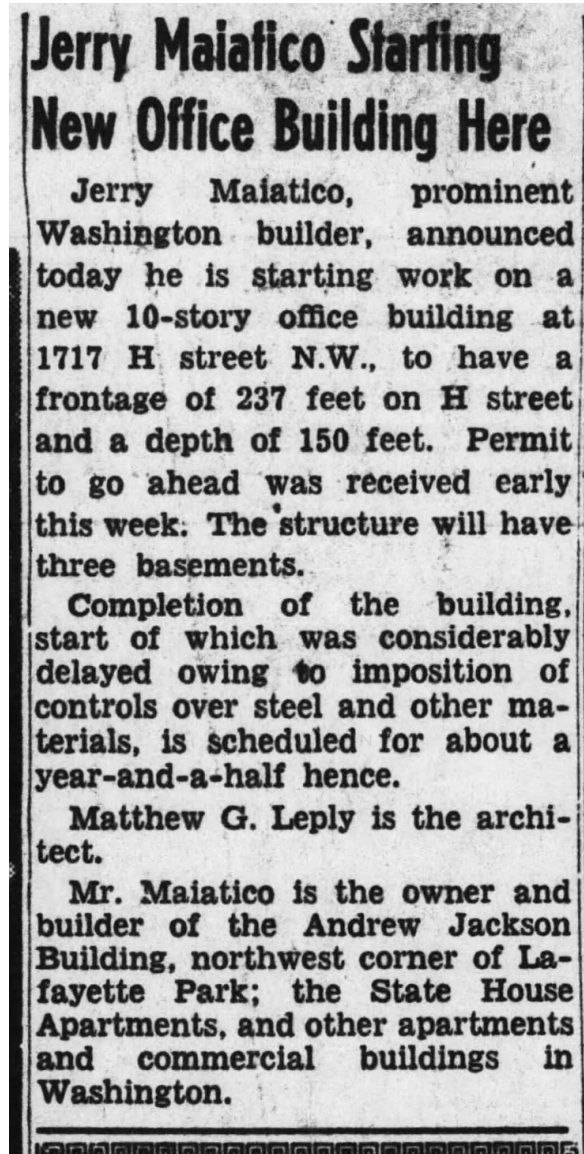 Jerry Maiatico Starting
New Office Building Here
Jerry Maiatico, prominent
Washington builder, announced
today he is starting work on a
new 10-story office building at
1717 H street N.W., to have a
frontage of 237 feet on H street
and a depth of 150 feet. Permit
to go ahead was received early
this week. The structure will have
three basements.
Completion of the building,
start of which was considerably
delayed owing to imposition of
controls over steel and other ma-
terials, is scheduled for about a
year-and-a-half hence.
Matthew G. Leply is the archi-
tect.
Mr. Maiatico is the owner and
builder of the Andrew Jackson
Building, northwest corner of La-
fayette Park; the State House
Apartments, and other apartments
and commercial buildings in
Washington.